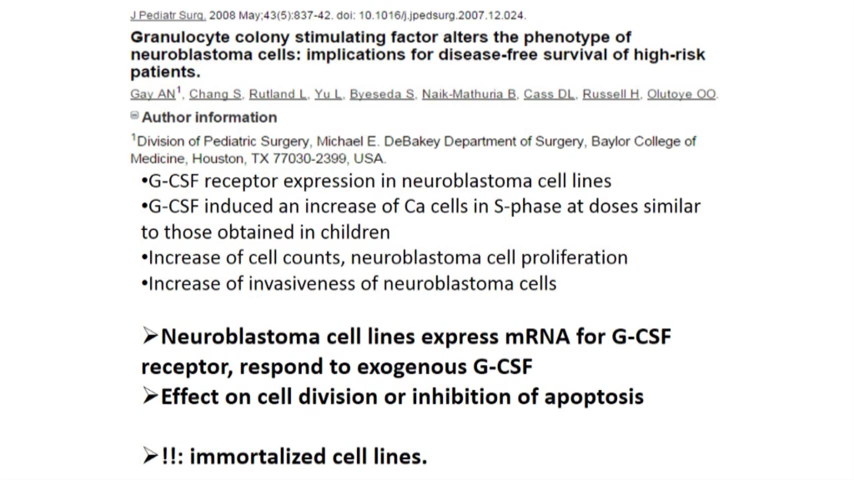 J Pediatr Surg. 2008 May;43(5):837-42. doi: 10.1016/j.jpedsurg.2007.12.024.
Granulocyte colony stimulating factor alters the phenotype of
neuroblastoma cells: implications for disease-free survival of high-risk
patients.
Gay AN1, Chang S, Rutland L, Yu L, Byeseda S, Naik-Mathuria B, Cass DL, Russell H, Olutoye OO.
Author information
1Division of Pediatric Surgery, Michael E. DeBakey Department of Surgery, Baylor College of
Medicine, Houston, TX 77030-2399, USA.
•G-CSF receptor expression in neuroblastoma cell lines
•G-CSF induced an increase of Ca cells in S-phase at doses similar
to those obtained in children
•Increase of cell counts, neuroblastoma cell proliferation
•Increase of invasiveness of neuroblastoma cells
➢Neuroblastoma cell lines express mRNA for G-CSF
receptor, respond to exogenous G-CSF
➢Effect on cell division or inhibition of apoptosis
➢!!: immortalized cell lines.